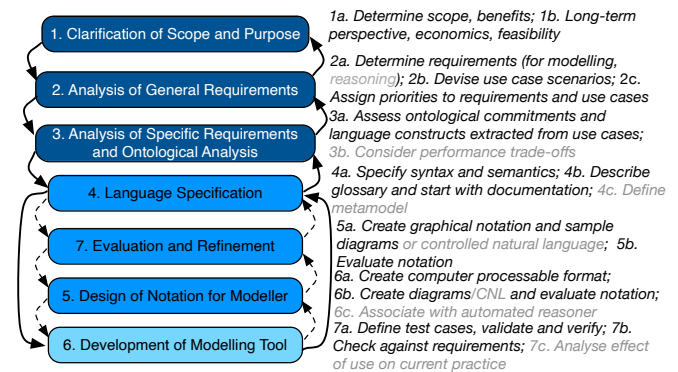 1. Clarification of Scope and Purpose
2. Analysis of General Requirements
3. Analysis of Specific Requirements
and Ontological Analysis
4. Language Specification
7. Evaluation and Refinement
5. Design of Notation for Modeller
6. Development of Modelling Tool
1a. Determine scope, benefits; 1b. Long-term
perspective, economics, feasibility
2a. Determine requirements (for modelling,
reasoning); 2b. Devise use case scenarios; 2c.
Assign priorities to requirements and use cases
3a. Assess ontological commitments and
language constructs extracted from use cases;
3b. Consider performance trade-offs
4a. Specify syntax and semantics; 4b. Describe
glossary and start with documentation; 4c. Define
metamodel
5a. Create graphical notation and sample
diagrams or controlled natural language; 5b.
Evaluate notation
6a. Create computer processable format;
6b. Create diagrams/CNL and evaluate notation;
6c. Associate with automated reasoner
7a. Define test cases, validate and verify; 7b.
Check against requirements; 7c. Analyse effect
of use on current practice